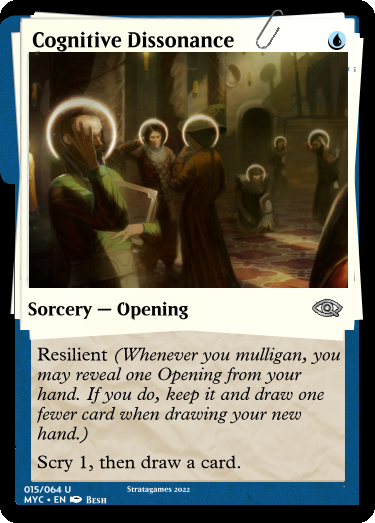 Cognitive Dissonance
Sorcery — Opening
Resilient (Whenever you mulligan, you
may reveal one Opening from your
hand. If you do, keep it and draw one
fewer card when drawing your new
hand.)
Scry 1, then draw a card.
015/064 U
Stratagames 2022
MYC • EN Besh